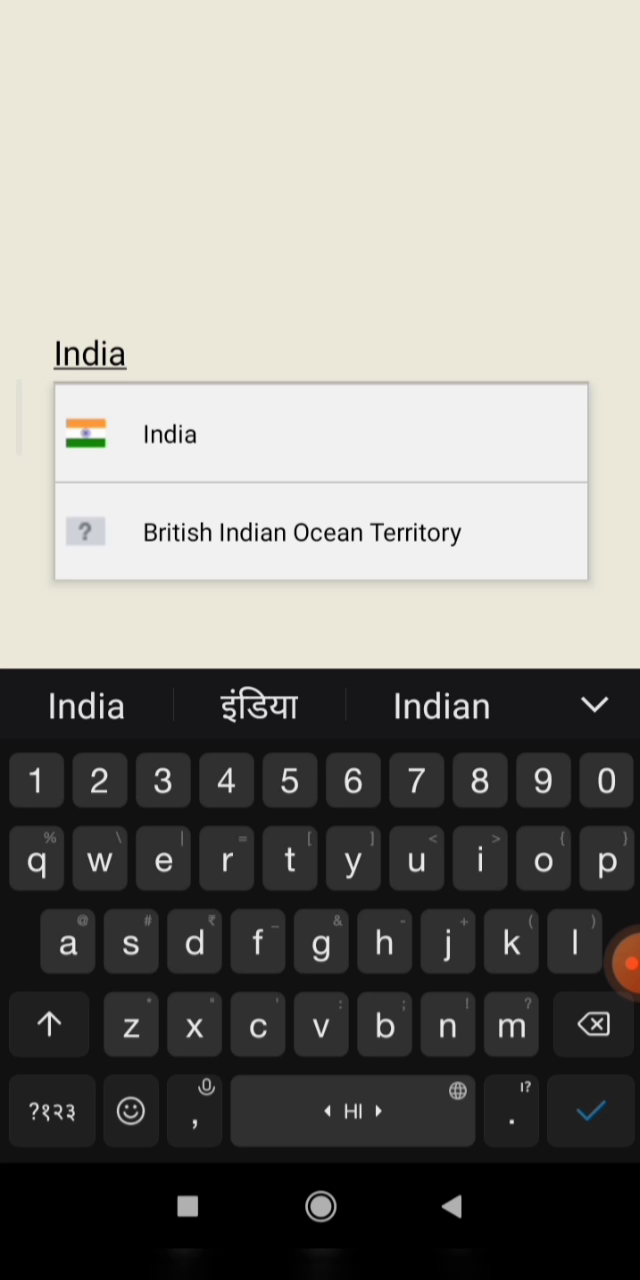 India
India
?
British Indian Ocean Territory
India इंडिया Indian
1 2 3 4 5 6 7 8 9 0
% \ | = [ ] < > { }
q w e r t y u i o p
@ # ₹ _ & - + ( )
a s d f g h j k l
* " ' : ; ! ?
z x c v b n m
?१२३ , HI !? .